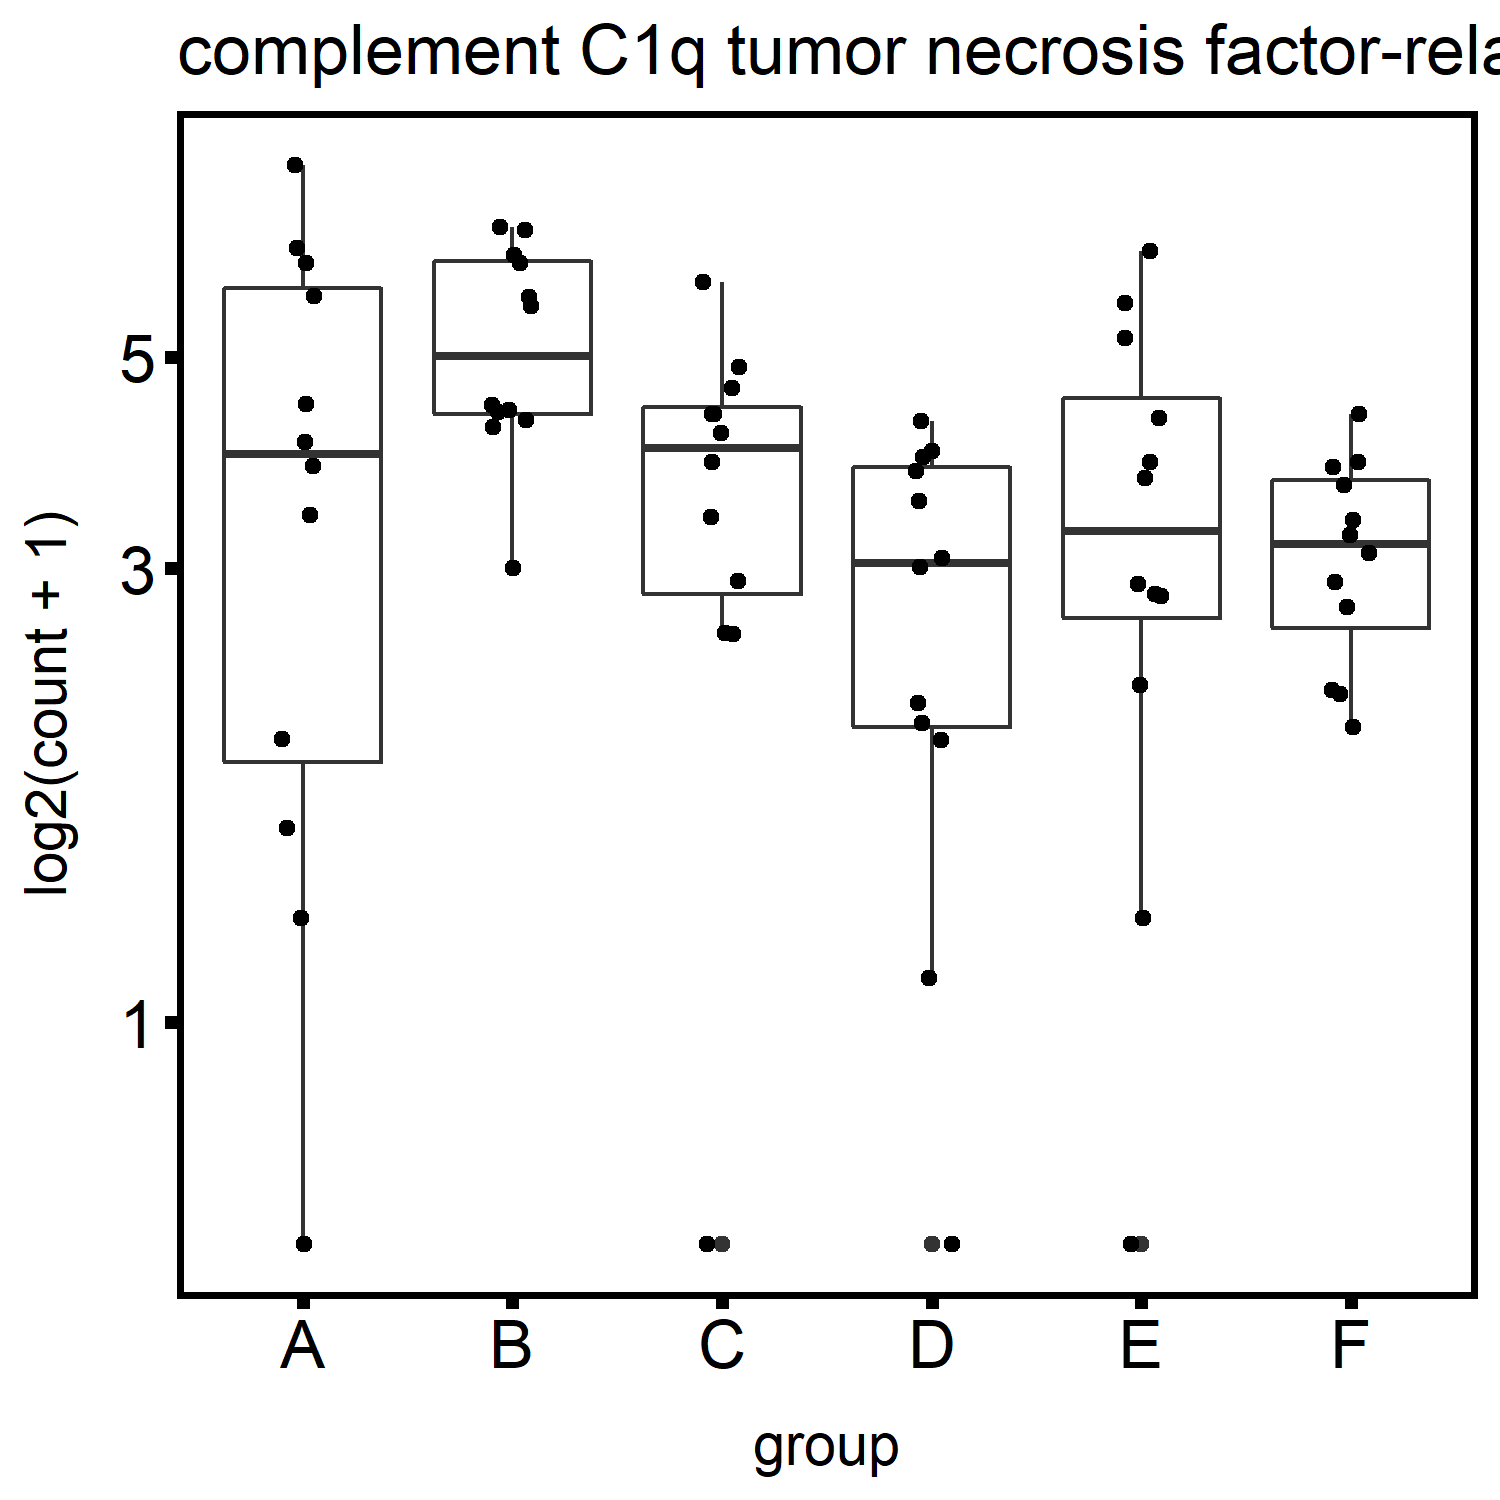 complement C1q tumor necrosis factor-rela
log2(count + 1)
5
3
1
A B C D E F
group